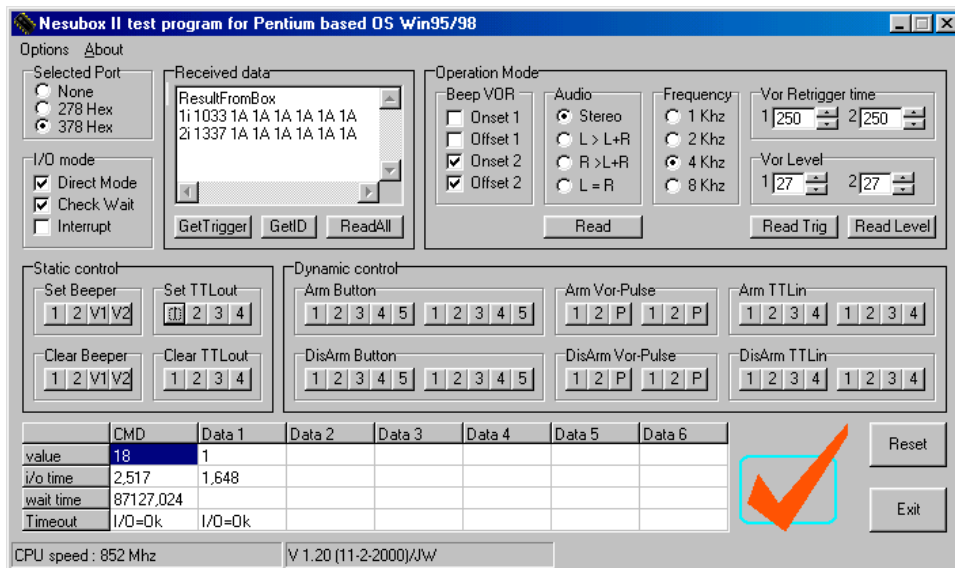 Nesubox II test program for Pentium based OS Win95/98
Options About
Selected Port
None
278 Hex
378 Hex
I/O mode
Direct Mode
Check Wait
Interrupt
Received data
ResultFromBox
1i 1033 1A 1A 1A 1A 1A 1A
2i 1337 1A 1A 1A 1A 1A 1A
GetTrigger GetID ReadAll
Operation Mode
Beep VOR
Onset 1
Offset 1
Onset 2
Offset 2
Audio
Stereo
L > L+R
R >L+R
L = R
Read
Frequency
1 Khz
2 Khz
4 Khz
8 Khz
Vor Retrigger time
1 250 2 250
Vor Level
1 27 2 27
Read Trig Read Level
Static control
Set Beeper
1 2 V1 V2
Set TTLout
1 2 3 4
Clear Beeper
1 2 V1 V2
Clear TTLout
1 2 3 4
Dynamic control
Arm Button
1 2 3 4 5 1 2 3 4 5
Arm Vor-Pulse
1 2 P 1 2 P
Arm TTLin
1 2 3 4 1 2 3 4
DisArm Button
1 2 3 4 5 1 2 3 4 5
DisArm Vor-Pulse
1 2 P 1 2 P
DisArm TTLin
1 2 3 4 1 2 3 4
CMD Data 1 Data 2 Data 3 Data 4 Data 5 Data 6
value 18 1
i/o time 2,517 1,648
wait time 87127,024
Timeout I/O=Ok I/O=Ok
Reset
Exit
CPU speed : 852 Mhz V 1.20 (11-2-2000)/JW